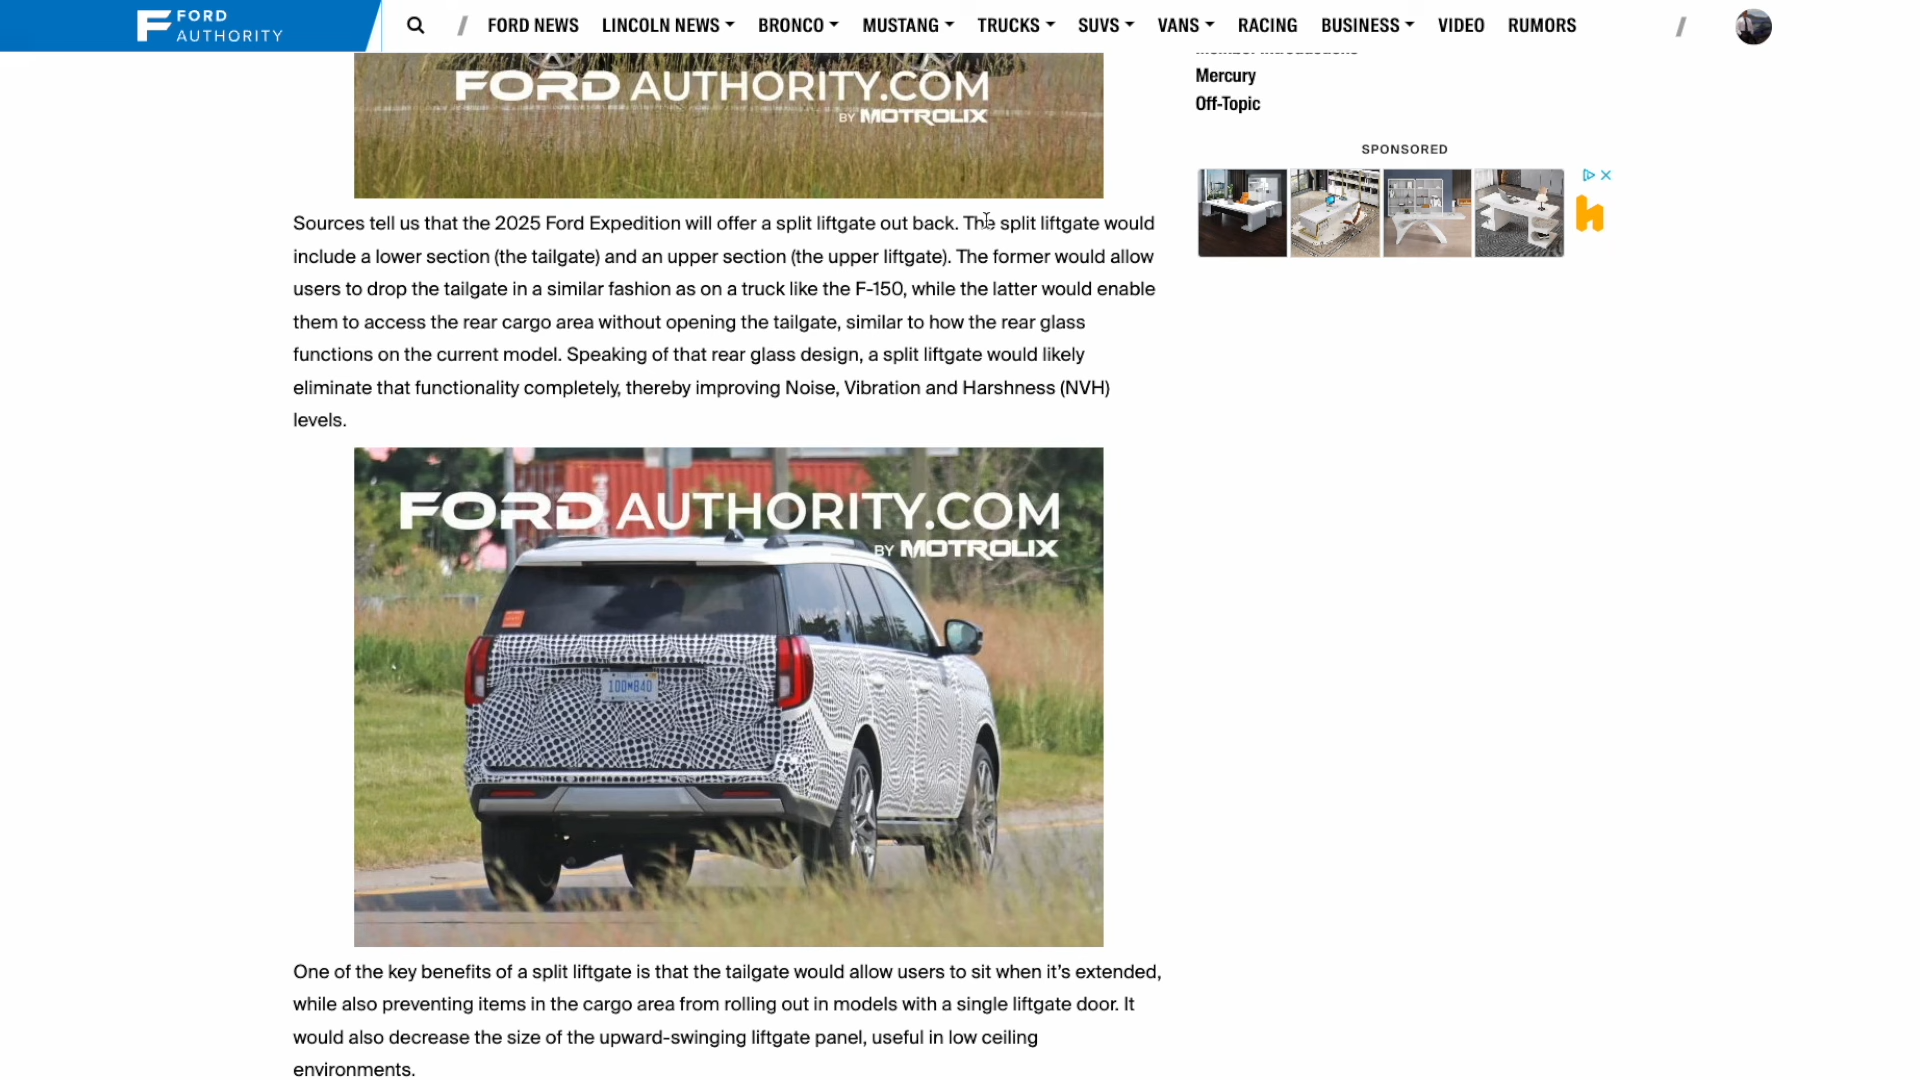 FORD
AUTHORITY
/ FORD NEWS LINCOLN NEWS BRONCO MUSTANG TRUCKS SUVS VANS RACING BUSINESS VIDEO RUMORS /
FORD AUTHORITY.COM
BY MOTROLIX
Mercury
Off-Topic
SPONSORED
Sources tell us that the 2025 Ford Expedition will offer a split liftgate out back. The split liftgate would
include a lower section (the tailgate) and an upper section (the upper liftgate). The former would allow
users to drop the tailgate in a similar fashion as on a truck like the F-150, while the latter would enable
them to access the rear cargo area without opening the tailgate, similar to how the rear glass
functions on the current model. Speaking of that rear glass design, a split liftgate would likely
eliminate that functionality completely, thereby improving Noise, Vibration and Harshness (NVH)
levels.
FORD AUTHORITY.COM
BY MOTROLIX
100M840
One of the key benefits of a split liftgate is that the tailgate would allow users to sit when it’s extended,
while also preventing items in the cargo area from rolling out in models with a single liftgate door. It
would also decrease the size of the upward-swinging liftgate panel, useful in low ceiling
environments.